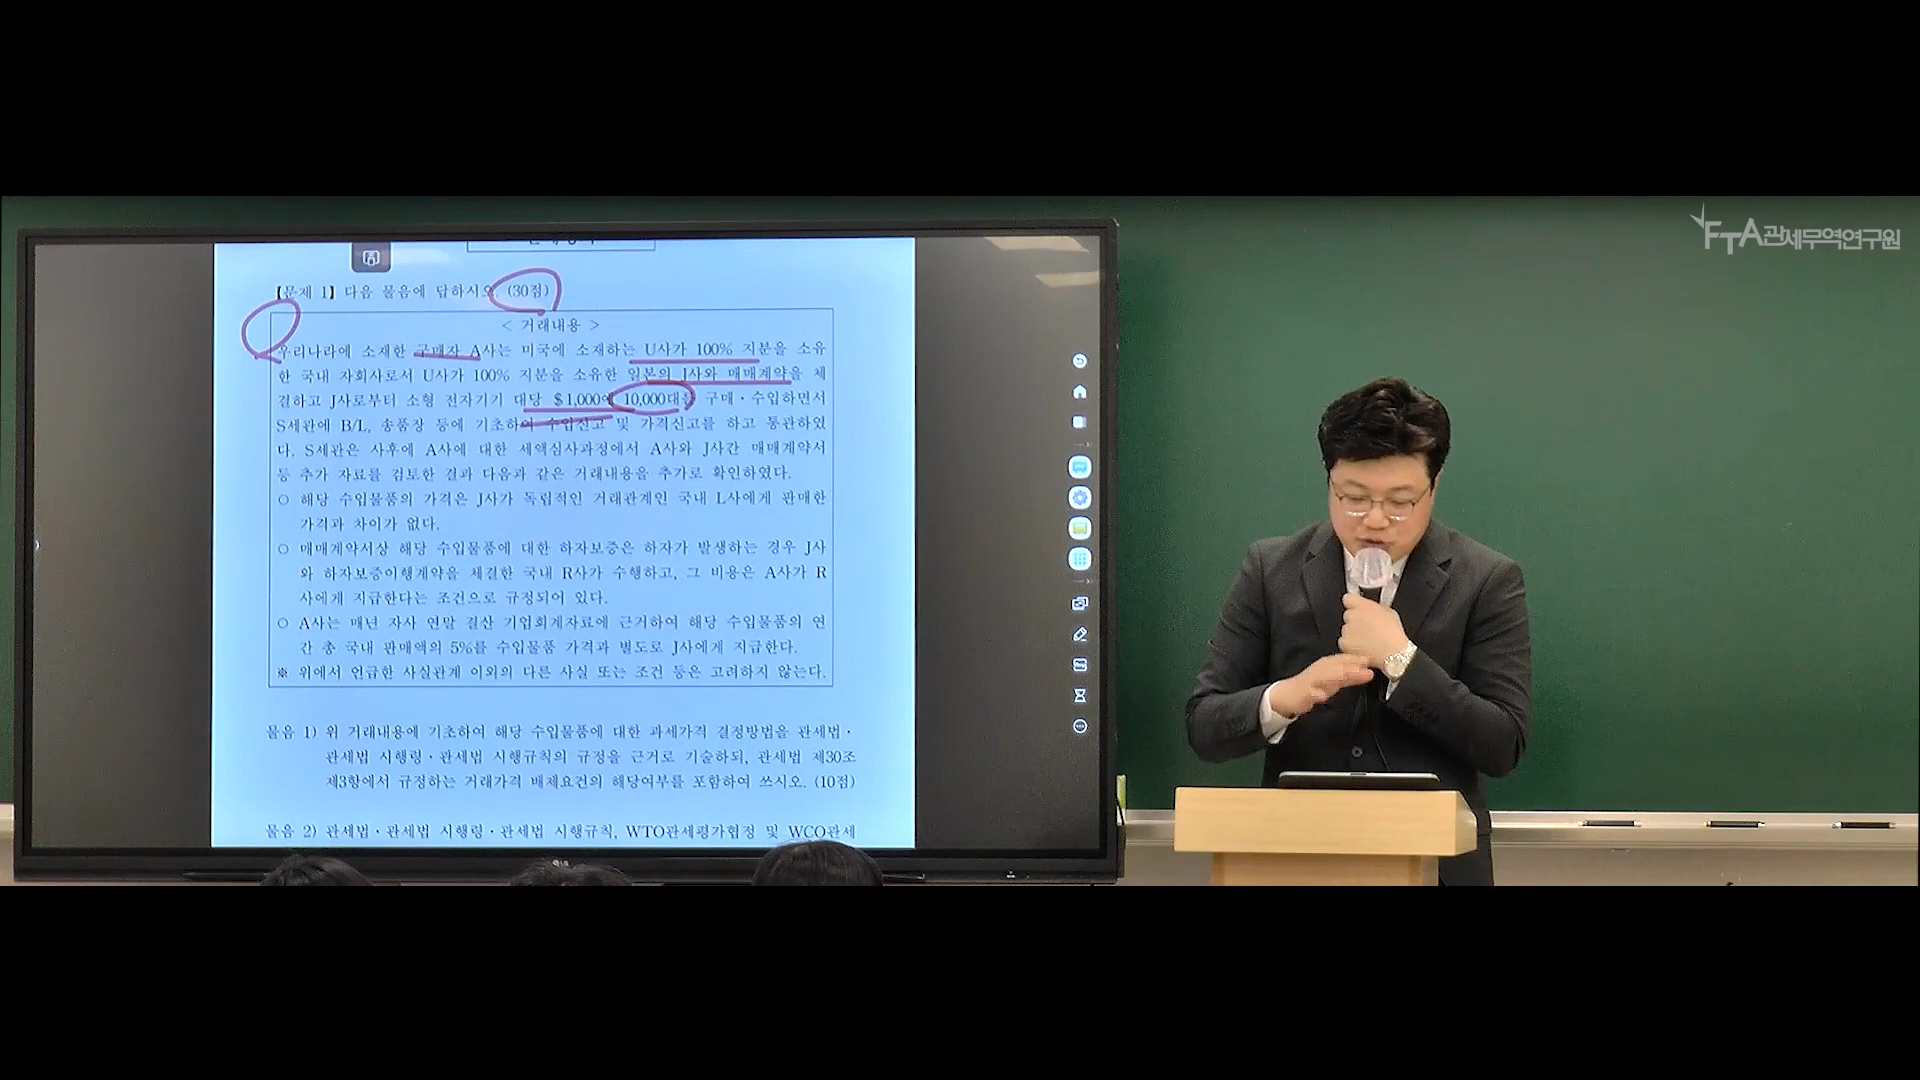 FTA관세무역연구원
【문제 1】 다음 물음에 답하시오. (30점)
< 거래내용 >
우리나라에 소재한 구매자 A사는 미국에 소재하는 U사가 100% 지분을 소유
한 국내 자회사로서 U사가 100% 지분을 소유한 일본의 J사와 매매계약을 체
결하고 J사로부터 소형 전자기기 대당 $1,000에 10,000대를 구매·수입하면서
S세관에 B/L, 송품장 등에 기초하여 수입신고 및 가격신고를 하고 통관하였
다. S세관은 사후에 A사에 대한 세액심사과정에서 A사와 J사간 매매계약서
등 추가 자료를 검토한 결과 다음과 같은 거래내용을 추가로 확인하였다.
○ 해당 수입물품의 가격은 J사가 독립적인 거래관계인 국내 L사에게 판매한
가격과 차이가 없다.
○ 매매계약서상 해당 수입물품에 대한 하자보증은 하자가 발생하는 경우 J사
와 하자보증이행계약을 체결한 국내 R사가 수행하고, 그 비용은 A사가 R
사에게 지급한다는 조건으로 규정되어 있다.
○ A사는 매년 자사 연말 결산 기업회계자료에 근거하여 해당 수입물품의 연
간 총 국내 판매액의 5%를 수입물품 가격과 별도로 J사에게 지급한다.
※ 위에서 언급한 사실관계 이외의 다른 사실 또는 조건 등은 고려하지 않는다.
물음 1) 위 거래내용에 기초하여 해당 수입물품에 대한 과세가격 결정방법을 관세법·
관세법 시행령·관세법 시행규칙의 규정을 근거로 기술하되, 관세법 제30조
제3항에서 규정하는 거래가격 배제요건의 해당여부를 포함하여 쓰시오. (10점)
물음 2) 관세법·관세법 시행령·관세법 시행규칙, WTO관세평가협정 및 WCO관세